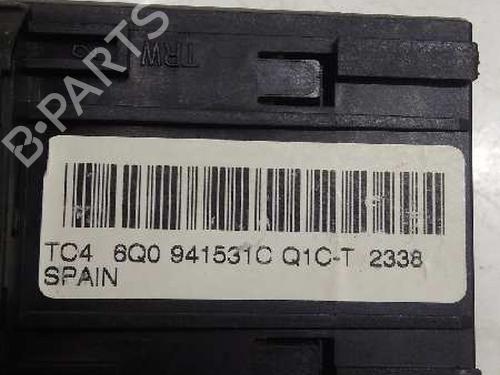 TRW
B-PARTS
TC4 6Q0 941531C Q1C-T 2338
SPAIN